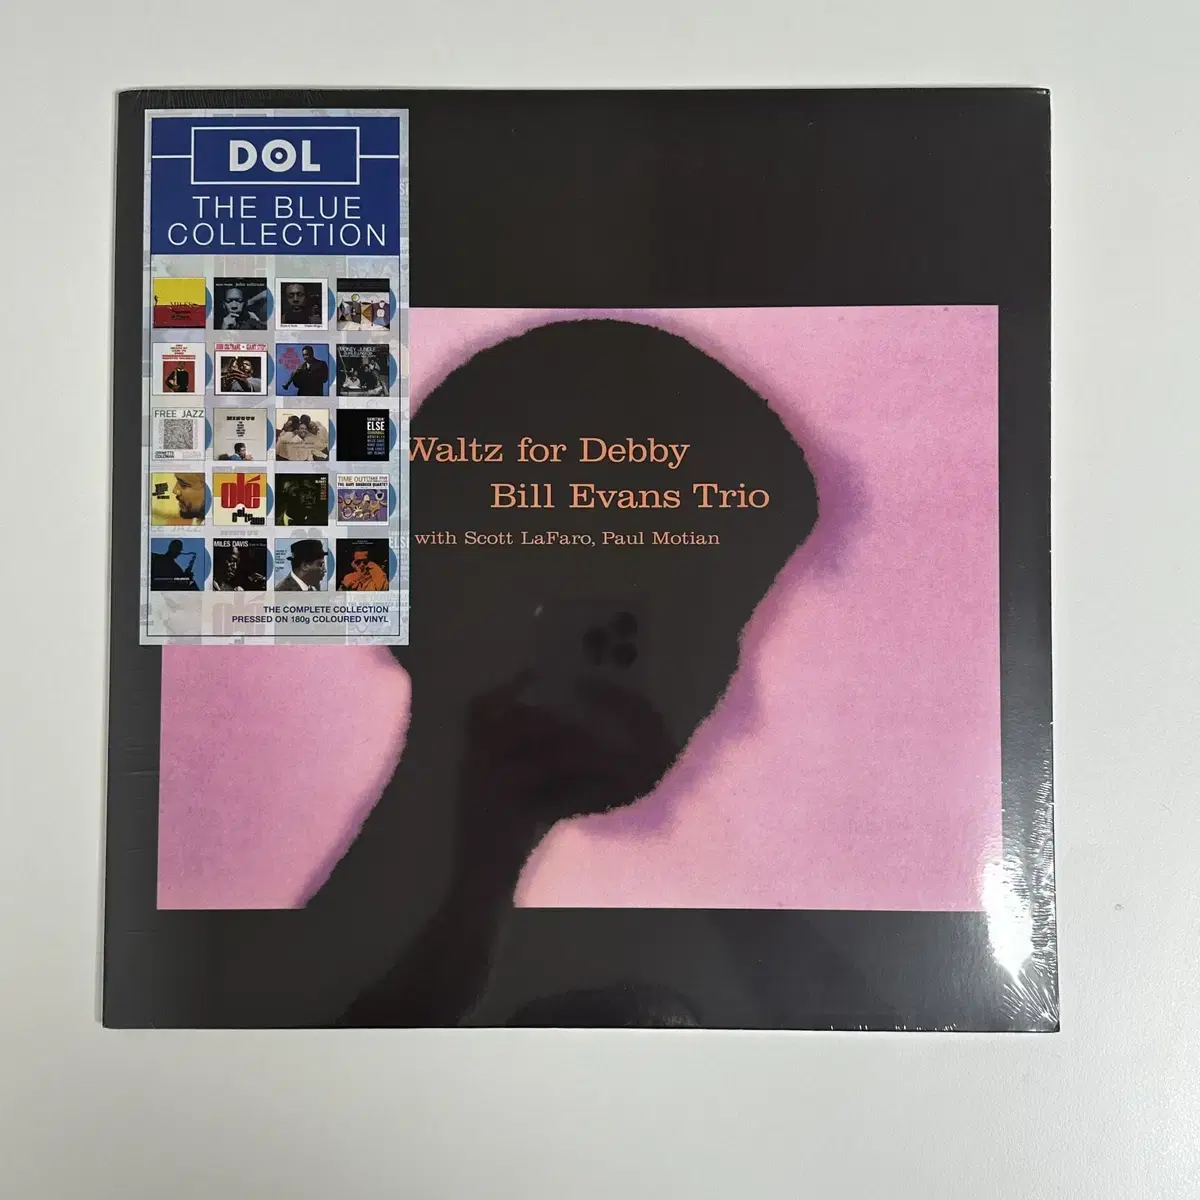 DOL
THE BLUE
COLLECTION
FREE JAZZ
ELSE
olé
TIME OUT
MILES DAVIS
THE COMPLETE COLLECTION
PRESSED ON 180g COLOURED VINYL
Waltz for Debby
Bill Evans Trio
with Scott LaFaro, Paul Motian